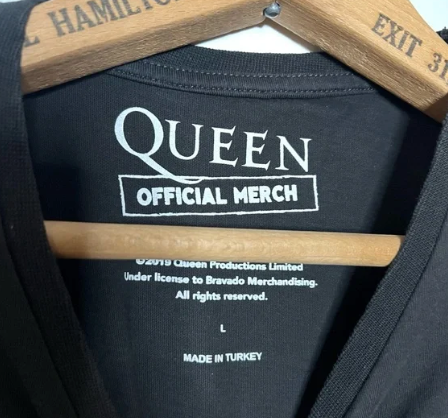 HAMILTON
EXIT 31
QUEEN
OFFICIAL MERCH
©2019 Queen Productions Limited
Under license to Bravado Merchandising.
All rights reserved.
L
MADE IN TURKEY